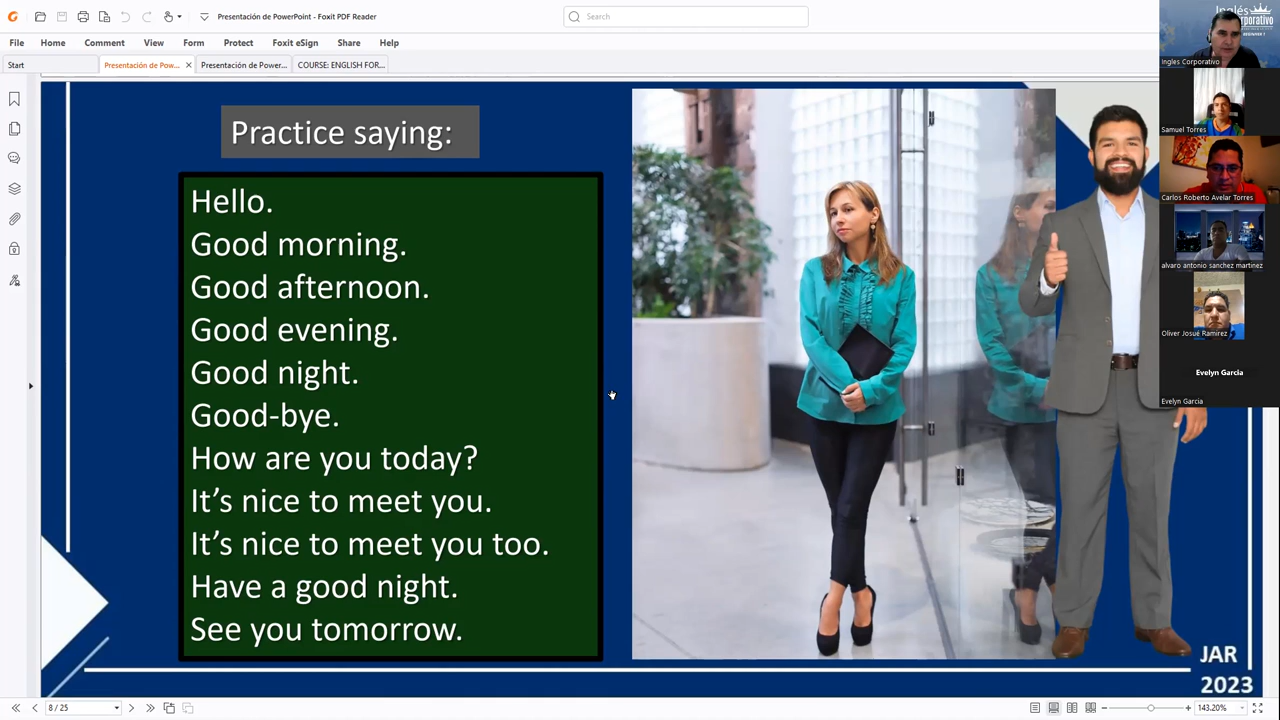 Presentación de PowerPoint - Foxit PDF Reader
Search
File
Home
Comment
View
Form
Protect
Foxit eSign
Share
Help
Start
Presentación de Pow...
Presentación de Power...
COURSE: ENGLISH FOR...
Practice saying:
Hello.
Good morning.
Good afternoon.
Good evening.
Good night.
Good-bye.
How are you today?
It’s nice to meet you.
It’s nice to meet you too.
Have a good night.
See you tomorrow.
JAR
2023
Inglés
Corporativo
BEGINNER 1
Ingles Corporativo
Samuel Torres
Carlos Roberto Avelar Torres
alvaro antonio sanchez martinez
Oliver Josué Ramirez
Evelyn Garcia
Evelyn Garcia
8 / 25
143.20%